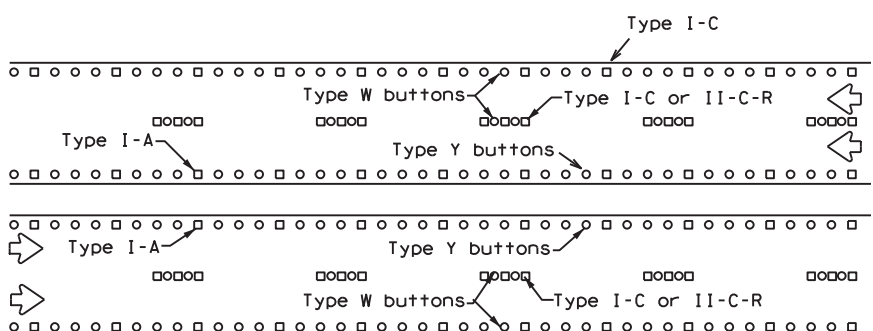 Type I-C
Type W buttons
Type I-C or II-C-R
Type I-A
Type Y buttons
Type I-A
Type Y buttons
Type W buttons
Type I-C or II-C-R